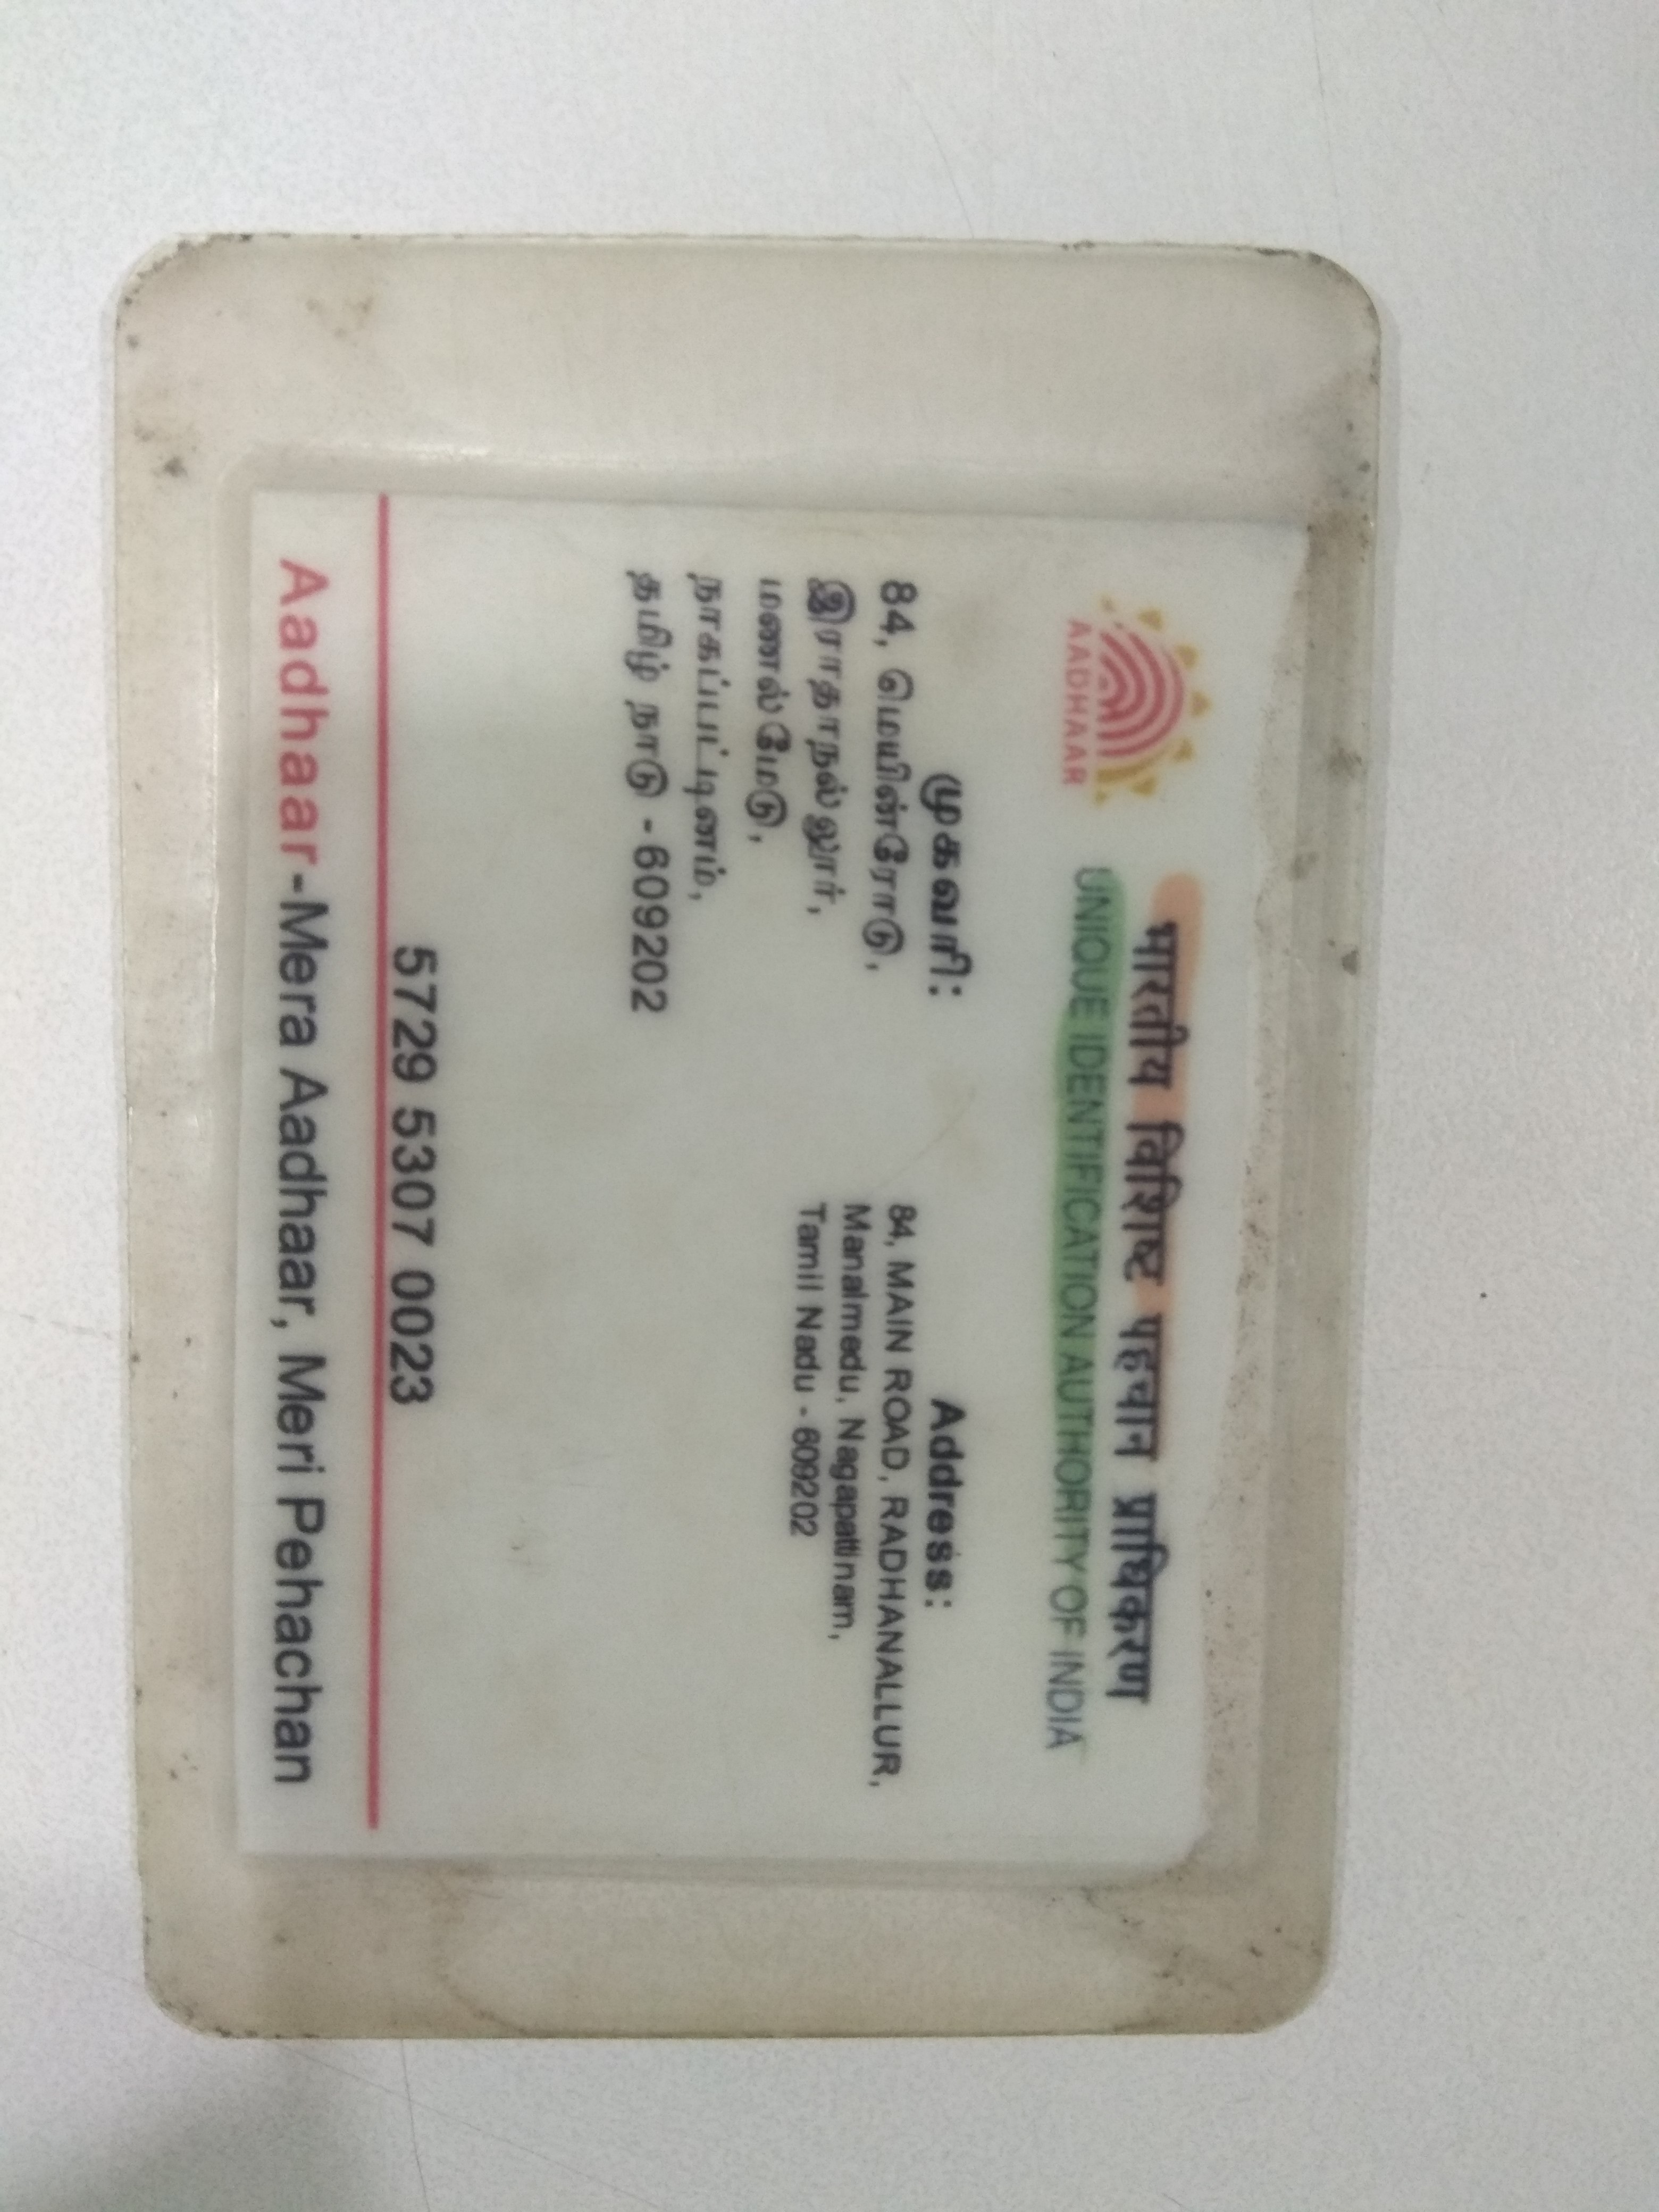 AADHAAR
भारतीय विशिष्ट पहचान प्राधिकरण
UNIQUE IDENTIFICATION AUTHORITY OF INDIA
முகவரி:
84, மெயின்ரோடு,
இராதாநல்லூர்,
மணல்மேடு,
நாகப்பட்டினம்,
தமிழ் நாடு - 609202
Address:
84, MAIN ROAD, RADHANALLUR,
Manalmedu, Nagapattinam,
Tamil Nadu - 609202
5729 5307 0023
Aadhaar-Mera Aadhaar, Meri Pehachan